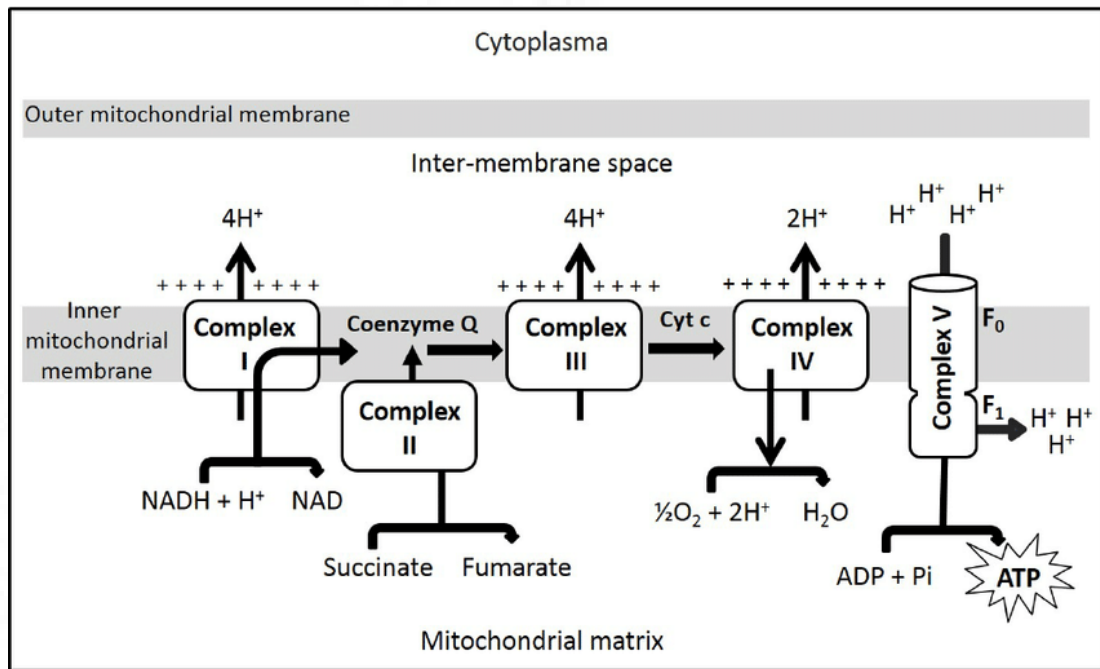 Cytoplasma
Outer mitochondrial membrane
Inter-membrane space
4H⁺
4H⁺
2H⁺
H⁺ H⁺ H⁺ H⁺
+ + + + + + + +
+ + + + + + + +
+ + + + + + + +
Inner
mitochondrial
membrane
Complex
I
Coenzyme Q
Complex
III
Cyt c
Complex
IV
Complex V
F₀
F₁
H⁺ H⁺
H⁺
Complex
II
NADH + H⁺
NAD
½O₂ + 2H⁺
H₂O
Succinate
Fumarate
ADP + Pi
ATP
Mitochondrial matrix